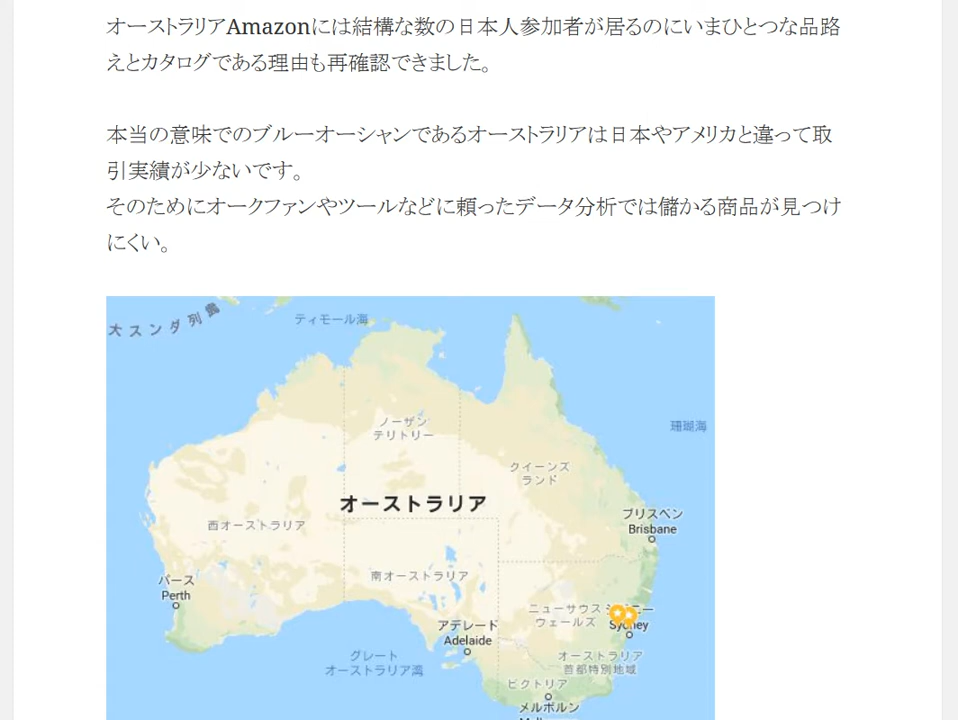 オーストラリアAmazonには結構な数の日本人参加者が居るのにいまひとつな品路
えとカタログである理由も再確認できました。
本当の意味でのブルーオーシャンであるオーストラリアは日本やアメリカと違って取
引実績が少ないです。
そのためにオークファンやツールなどに頼ったデータ分析では儲かる商品が見つけ
にくい。
大スンダ列島
ティモール海
珊瑚海
ノーザン
テリトリー
クイーンズ
ランド
オーストラリア
ブリスベン
Brisbane
西オーストラリア
南オーストラリア
パース
Perth
ニューサウス
ウェールズ
Sydney
アデレード
Adelaide
グレート
オーストラリア湾
オーストラリア
首都特別地域
ビクトリア
メルボルン